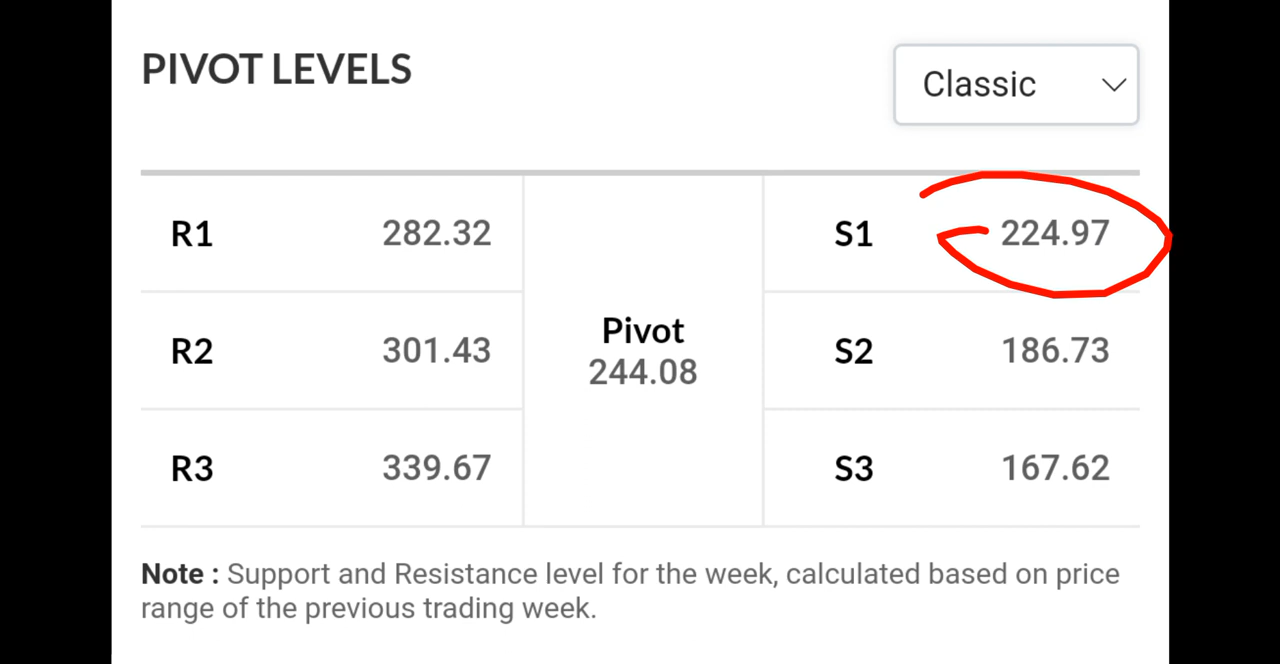 PIVOT LEVELS
Classic
R1 282.32
S1 224.97
R2 301.43
Pivot
244.08
S2 186.73
R3 339.67
S3 167.62
Note : Support and Resistance level for the week, calculated based on price
range of the previous trading week.